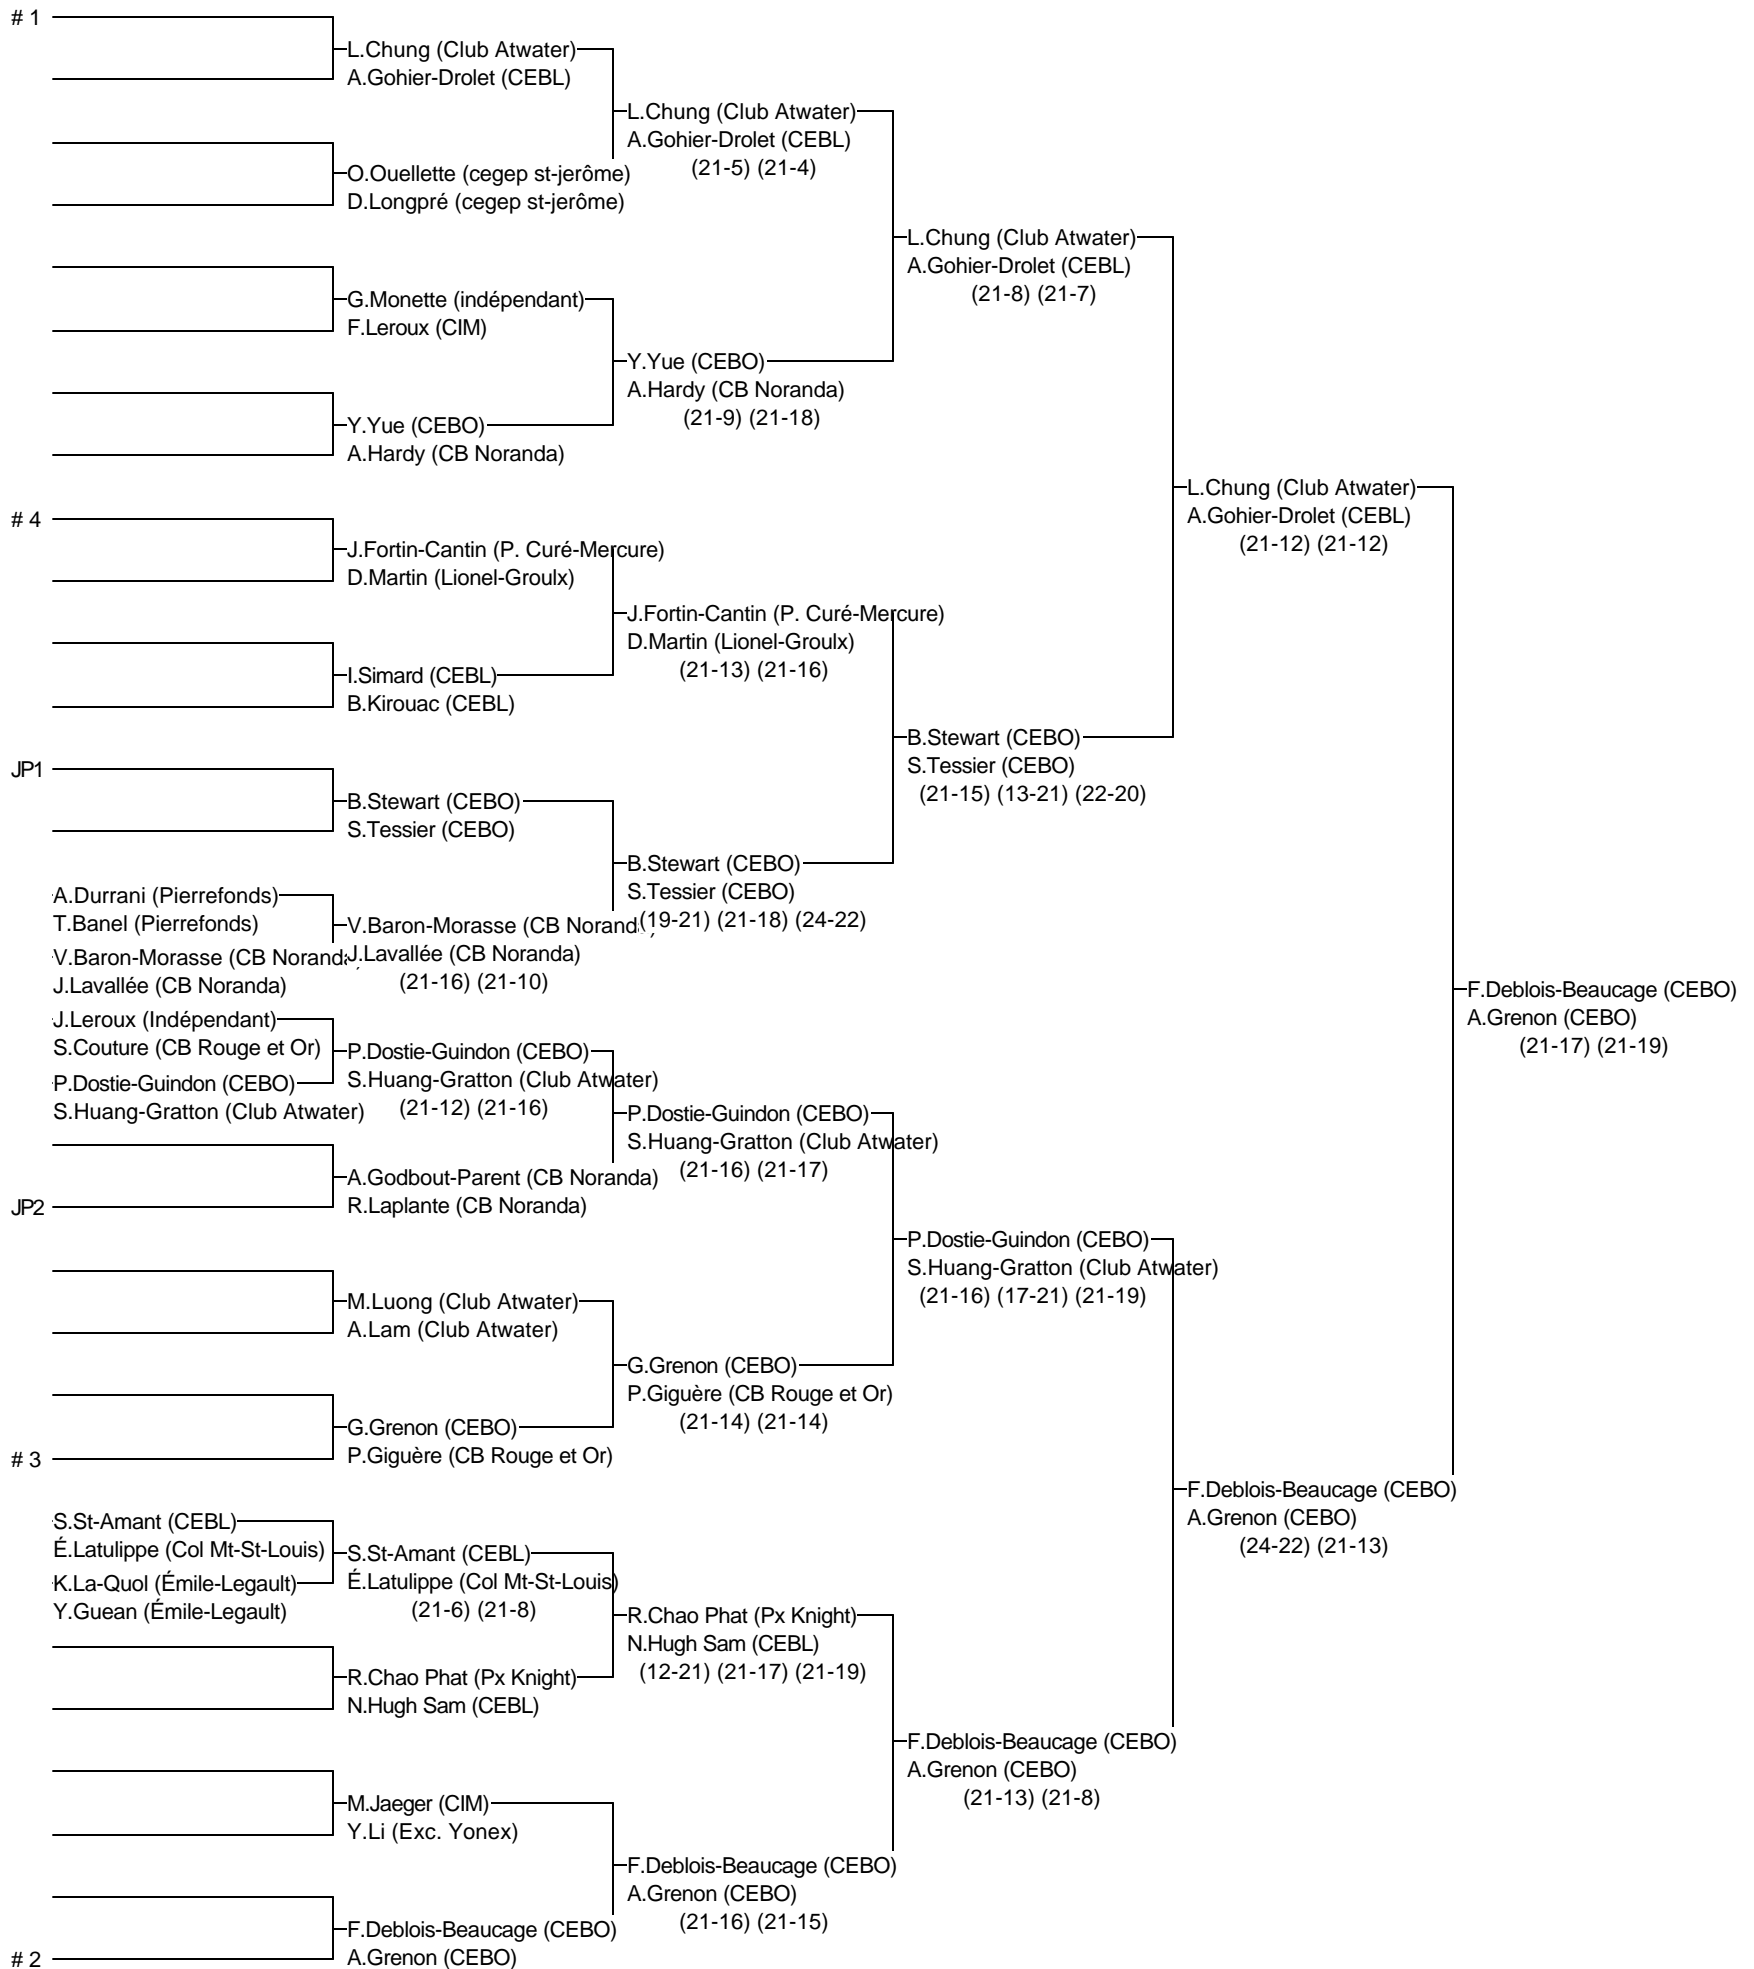 # 1
L.Chung (Club Atwater)
A.Gohier-Drolet (CEBL)
L.Chung (Club Atwater)
A.Gohier-Drolet (CEBL)
(21-5) (21-4)
O.Ouellette (cegep st-jerôme)
D.Longpré (cegep st-jerôme)
L.Chung (Club Atwater)
A.Gohier-Drolet (CEBL)
(21-8) (21-7)
G.Monette (indépendant)
F.Leroux (CIM)
Y.Yue (CEBO)
A.Hardy (CB Noranda)
(21-9) (21-18)
Y.Yue (CEBO)
A.Hardy (CB Noranda)
L.Chung (Club Atwater)
A.Gohier-Drolet (CEBL)
(21-12) (21-12)
# 4
J.Fortin-Cantin (P. Curé-Mercure)
D.Martin (Lionel-Groulx)
J.Fortin-Cantin (P. Curé-Mercure)
D.Martin (Lionel-Groulx)
(21-13) (21-16)
I.Simard (CEBL)
B.Kirouac (CEBL)
B.Stewart (CEBO)
S.Tessier (CEBO)
(21-15) (13-21) (22-20)
JP1
B.Stewart (CEBO)
S.Tessier (CEBO)
B.Stewart (CEBO)
S.Tessier (CEBO)
(19-21) (21-18) (24-22)
A.Durrani (Pierrefonds)
T.Banel (Pierrefonds)
V.Baron-Morasse (CB Noranda)
J.Lavallée (CB Noranda)
(21-16) (21-10)
V.Baron-Morasse (CB Noranda)
J.Lavallée (CB Noranda)
F.Deblois-Beaucage (CEBO)
A.Grenon (CEBO)
(21-17) (21-19)
J.Leroux (Indépendant)
S.Couture (CB Rouge et Or)
P.Dostie-Guindon (CEBO)
S.Huang-Gratton (Club Atwater)
(21-12) (21-16)
P.Dostie-Guindon (CEBO)
S.Huang-Gratton (Club Atwater)
P.Dostie-Guindon (CEBO)
S.Huang-Gratton (Club Atwater)
(21-16) (21-17)
A.Godbout-Parent (CB Noranda)
R.Laplante (CB Noranda)
JP2
P.Dostie-Guindon (CEBO)
S.Huang-Gratton (Club Atwater)
(21-16) (17-21) (21-19)
M.Luong (Club Atwater)
A.Lam (Club Atwater)
G.Grenon (CEBO)
P.Giguère (CB Rouge et Or)
(21-14) (21-14)
G.Grenon (CEBO)
P.Giguère (CB Rouge et Or)
# 3
F.Deblois-Beaucage (CEBO)
A.Grenon (CEBO)
(24-22) (21-13)
S.St-Amant (CEBL)
É.Latulippe (Col Mt-St-Louis)
S.St-Amant (CEBL)
É.Latulippe (Col Mt-St-Louis)
(21-6) (21-8)
K.La-Quol (Émile-Legault)
Y.Guean (Émile-Legault)
R.Chao Phat (Px Knight)
N.Hugh Sam (CEBL)
(12-21) (21-17) (21-19)
R.Chao Phat (Px Knight)
N.Hugh Sam (CEBL)
F.Deblois-Beaucage (CEBO)
A.Grenon (CEBO)
(21-13) (21-8)
M.Jaeger (CIM)
Y.Li (Exc. Yonex)
F.Deblois-Beaucage (CEBO)
A.Grenon (CEBO)
(21-16) (21-15)
F.Deblois-Beaucage (CEBO)
A.Grenon (CEBO)
# 2